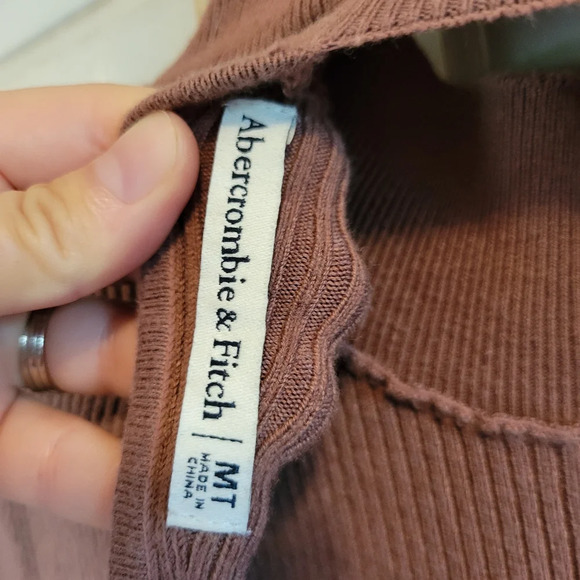 Abercrombie & Fitch | MT
MADE IN
CHINA